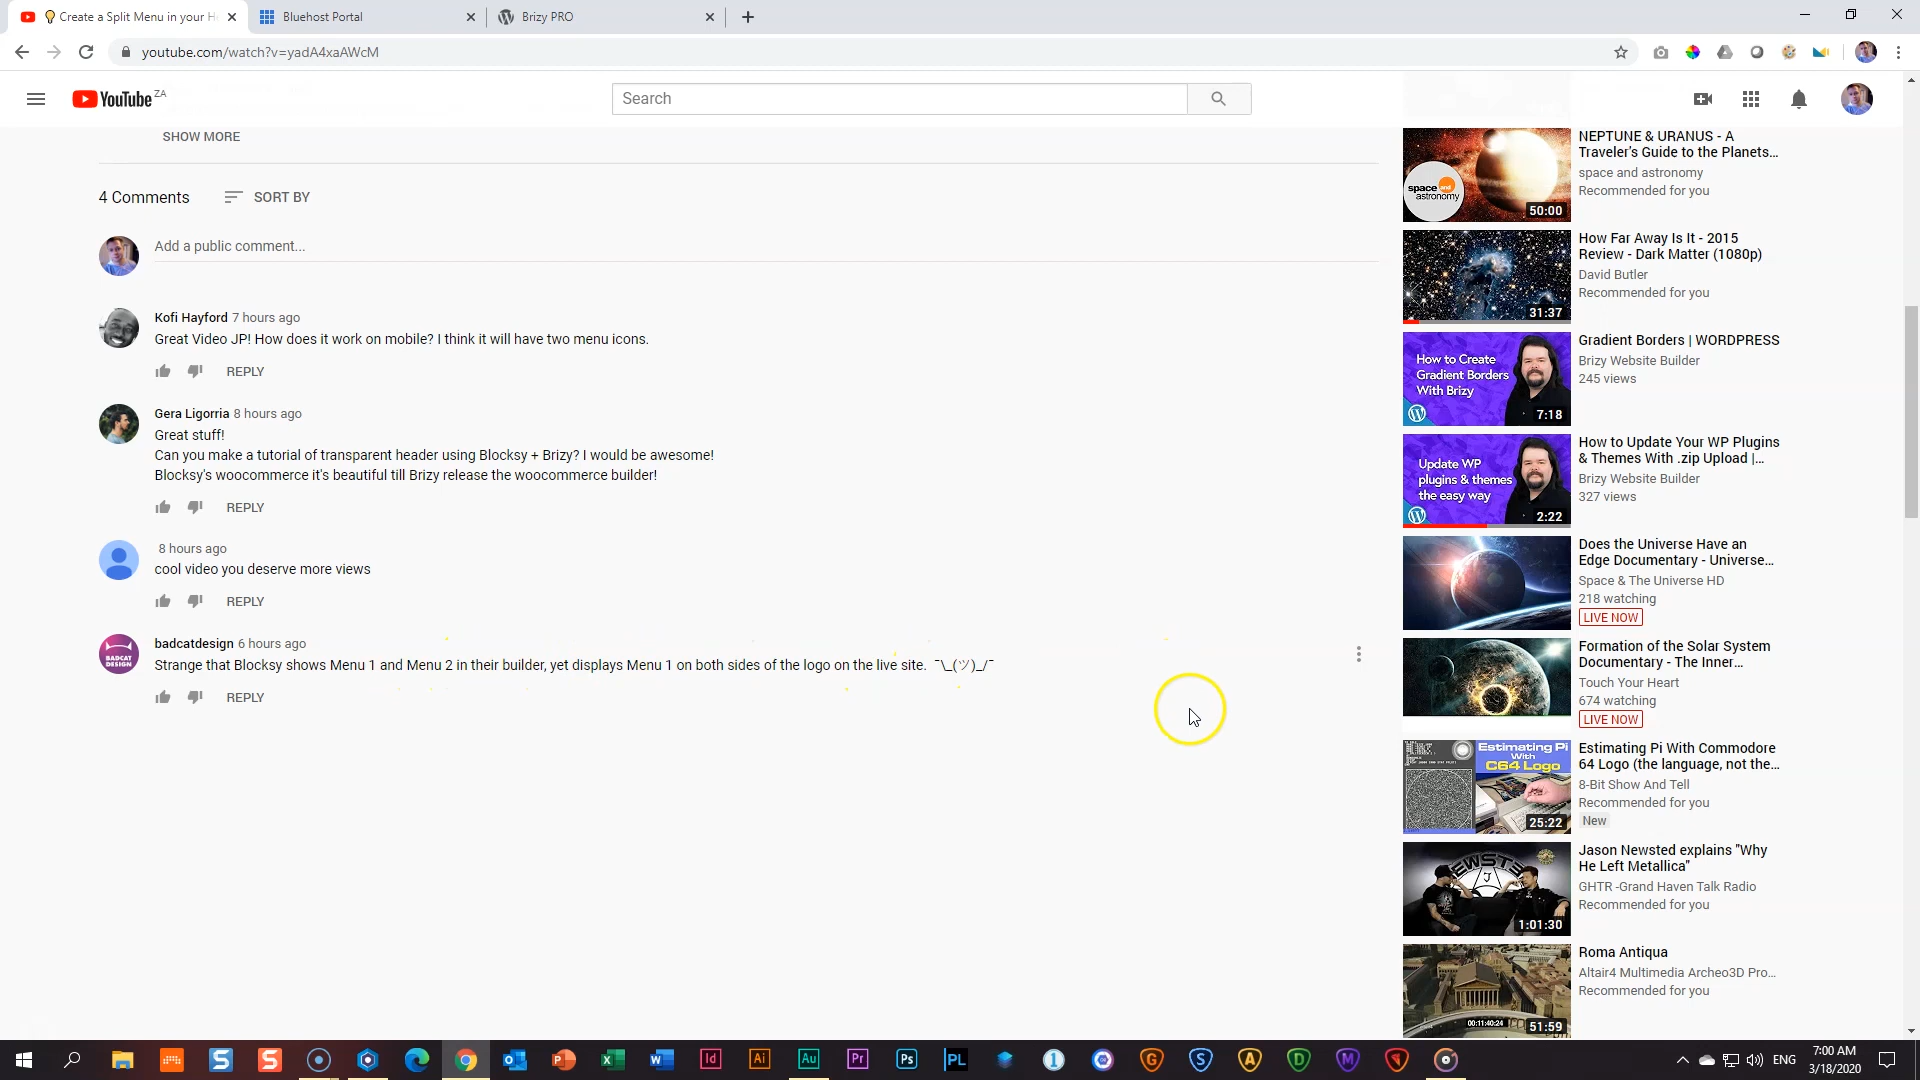 Create a Split Menu in your H
Bluehost Portal
Brizy PRO
youtube.com/watch?v=yadA4xaAWcM
YouTube ZA
Search
SHOW MORE
4 Comments
SORT BY
Add a public comment...
Kofi Hayford 7 hours ago
Great Video JP! How does it work on mobile? I think it will have two menu icons.
REPLY
Gera Ligorria 8 hours ago
Great stuff!
Can you make a tutorial of transparent header using Blocksy + Brizy? I would be awesome!
Blocksy's woocommerce it's beautiful till Brizy release the woocommerce builder!
REPLY
8 hours ago
cool video you deserve more views
REPLY
BADCAT
DESIGN
badcatdesign 6 hours ago
Strange that Blocksy shows Menu 1 and Menu 2 in their builder, yet displays Menu 1 on both sides of the logo on the live site. ¯\_(ツ)_/¯
REPLY
space and
astronomy
50:00
NEPTUNE & URANUS - A
Traveler's Guide to the Planets...
space and astronomy
Recommended for you
31:37
How Far Away Is It - 2015
Review - Dark Matter (1080p)
David Butler
Recommended for you
How to Create
Gradient Borders
With Brizy
7:18
Gradient Borders | WORDPRESS
Brizy Website Builder
245 views
Update WP
plugins & themes
the easy way
2:22
How to Update Your WP Plugins
& Themes With .zip Upload |...
Brizy Website Builder
327 views
Does the Universe Have an
Edge Documentary - Universe...
Space & The Universe HD
218 watching
LIVE NOW
Formation of the Solar System
Documentary - The Inner...
Touch Your Heart
674 watching
LIVE NOW
Estimating Pi
With
C64 Logo
25:22
Estimating Pi With Commodore
64 Logo (the language, not the...
8-Bit Show And Tell
Recommended for you
New
1:01:30
Jason Newsted explains "Why
He Left Metallica"
GHTR -Grand Haven Talk Radio
Recommended for you
00:11:40:24
51:59
Roma Antiqua
Altair4 Multimedia Archeo3D Pro...
Recommended for you
ENG
7:00 AM
3/18/2020